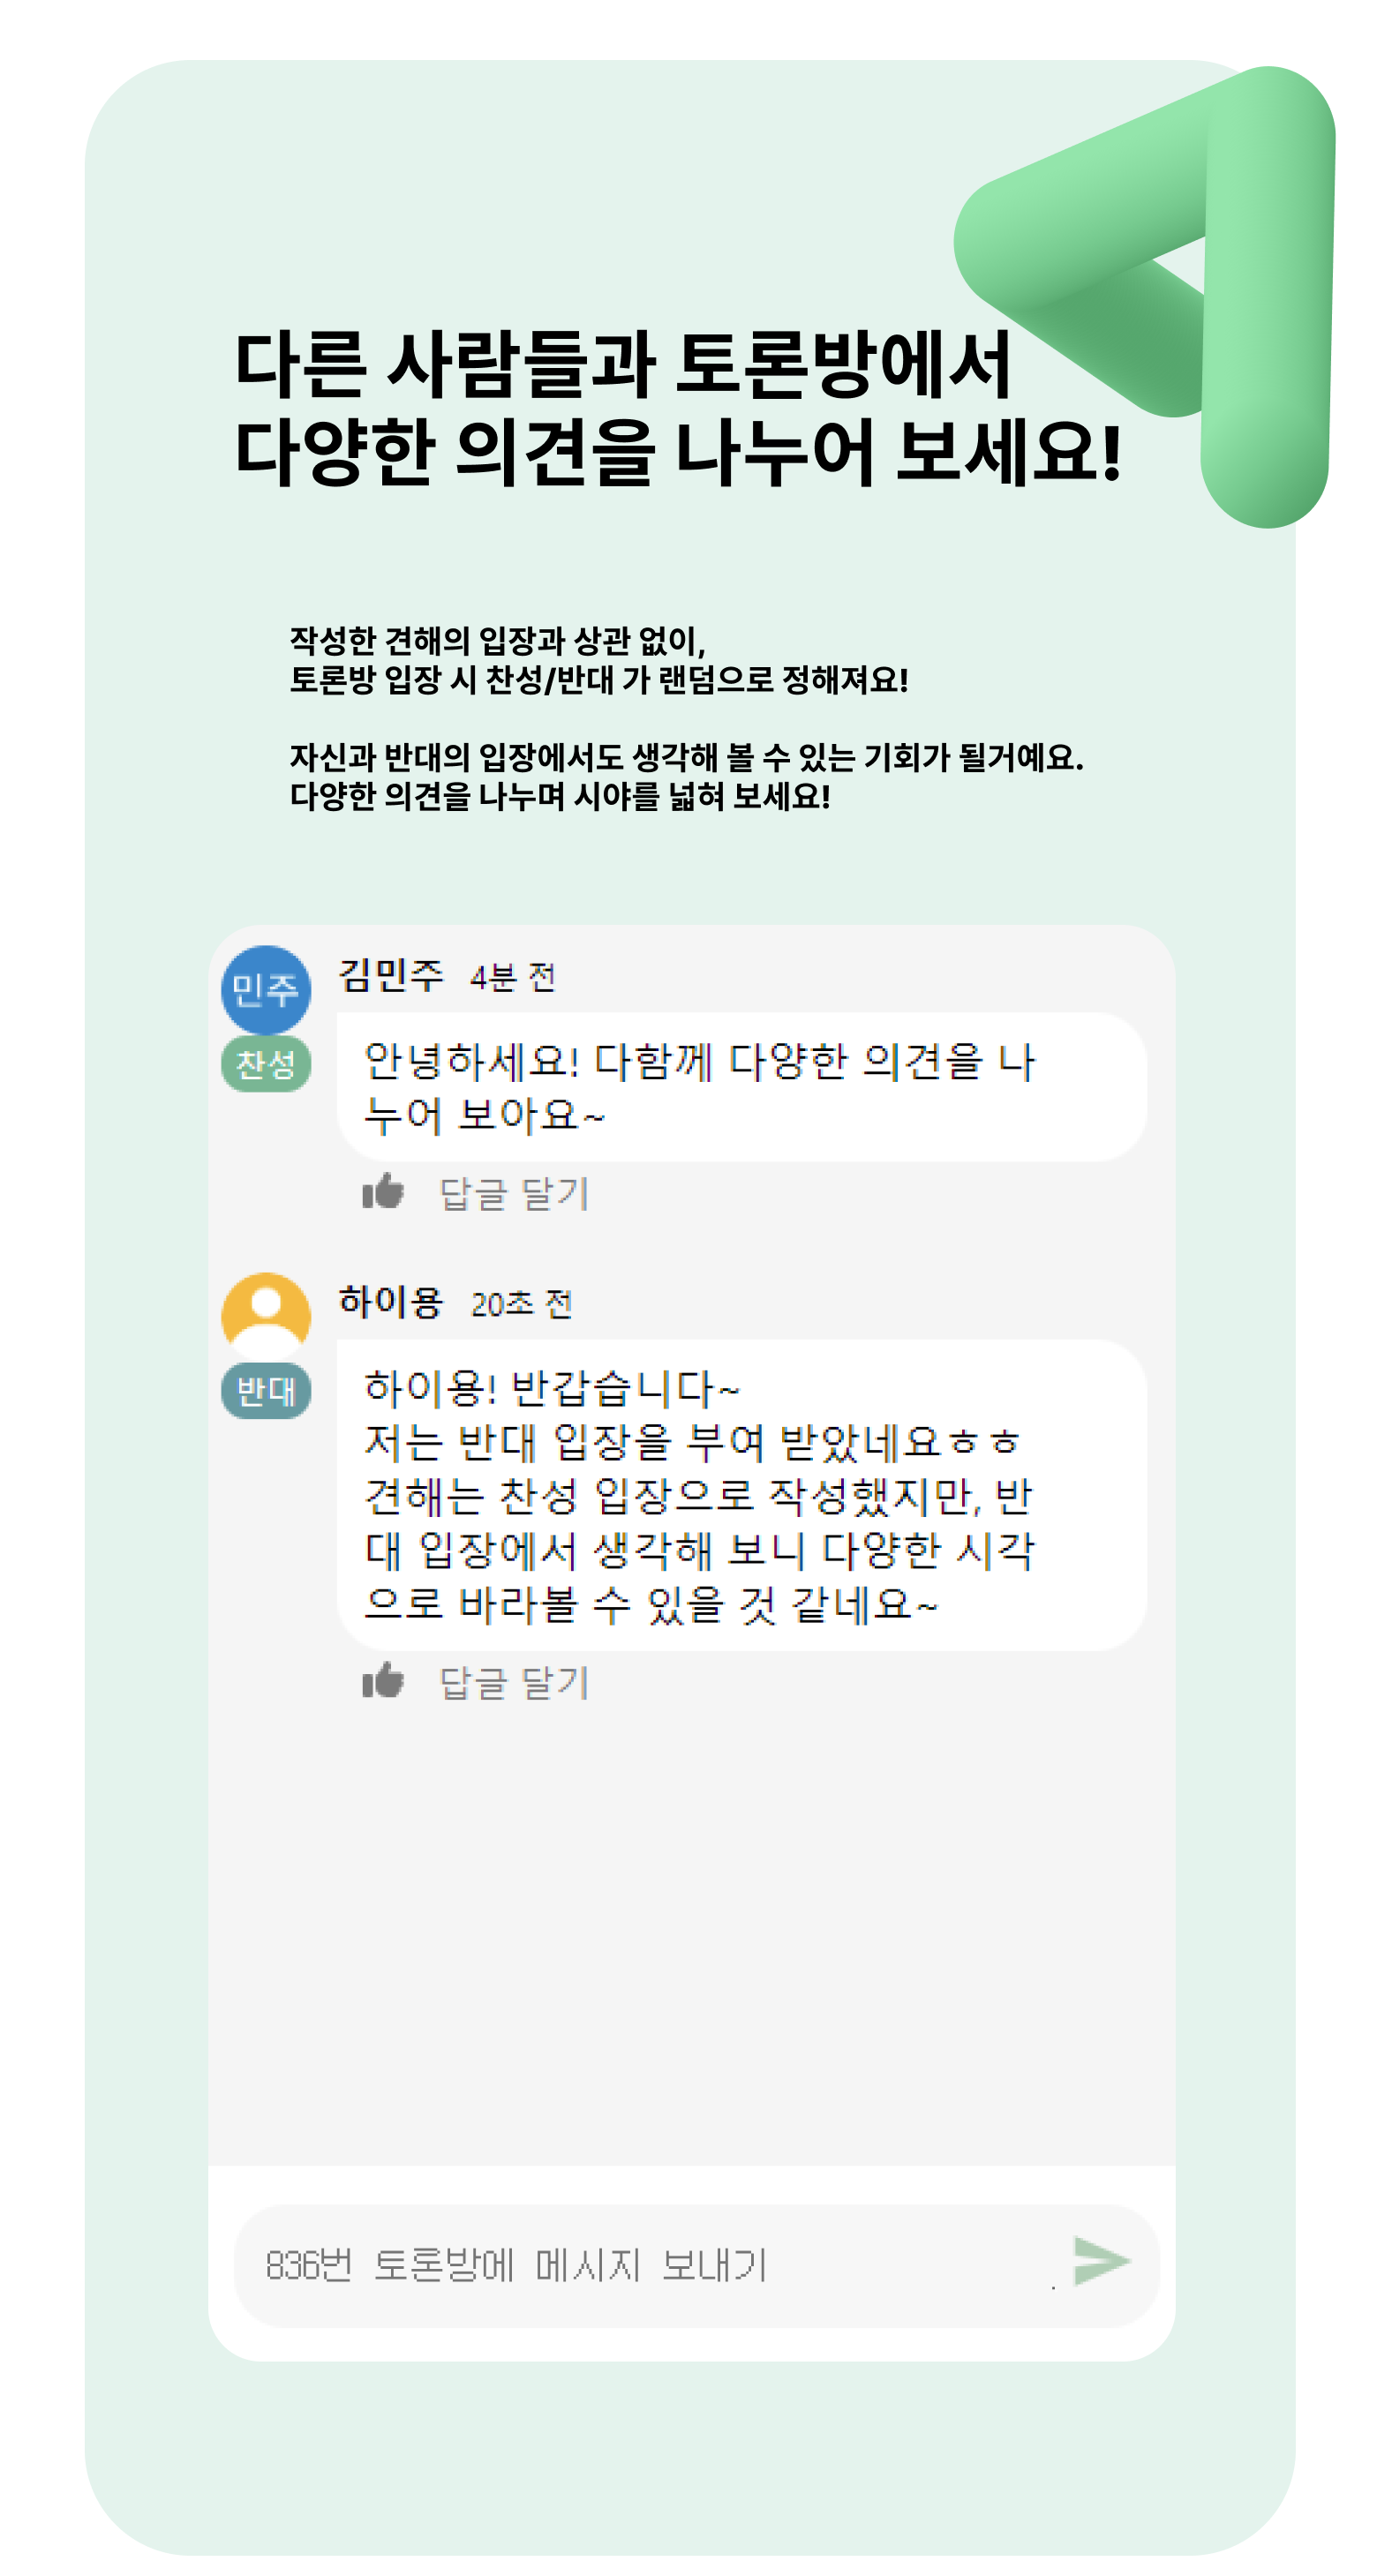 다른 사람들과 토론방에서
다양한 의견을 나누어 보세요!
작성한 견해의 입장과 상관 없이,
토론방 입장 시 찬성/반대 가 랜덤으로 정해져요!
자신과 반대의 입장에서도 생각해 볼 수 있는 기회가 될거예요.
다양한 의견을 나누며 시야를 넓혀 보세요!
민주
김민주 4분 전
찬성
안녕하세요! 다함께 다양한 의견을 나
누어 보아요~
답글 달기
하이용 20초 전
반대
하이용! 반갑습니다~
저는 반대 입장을 부여 받았네요ㅎㅎ
견해는 찬성 입장으로 작성했지만, 반
대 입장에서 생각해 보니 다양한 시각
으로 바라볼 수 있을 것 같네요~
답글 달기
836번 토론방에 메시지 보내기